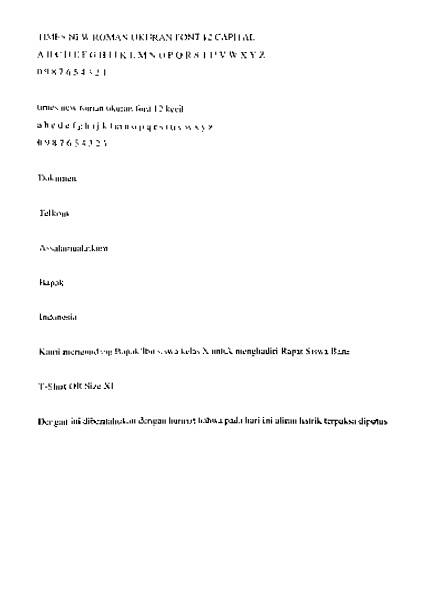 TIMES NEW ROMAN UKURAN FONT 12 CAPITAL
A B C D E F G H I J K L M N O P Q R S T U V W X Y Z
0 9 8 7 6 5 4 3 2 1
times new roman ukuran font 12 kecil
a b c d e f g h i j k l m n o p q r s t u v w x y z
0 9 8 7 6 5 4 3 2 1
Dokumen
Telkom
Assalamualaikum
Bapak
Indonesia
Kami mengundang Bapak/Ibu siswa kelas X untuk menghadiri Rapat Siswa Baru
T-Shirt OR Size Xl
Dengan ini diberitahukan dengan hormat bahwa pada hari ini aliran listrik terpaksa diputus